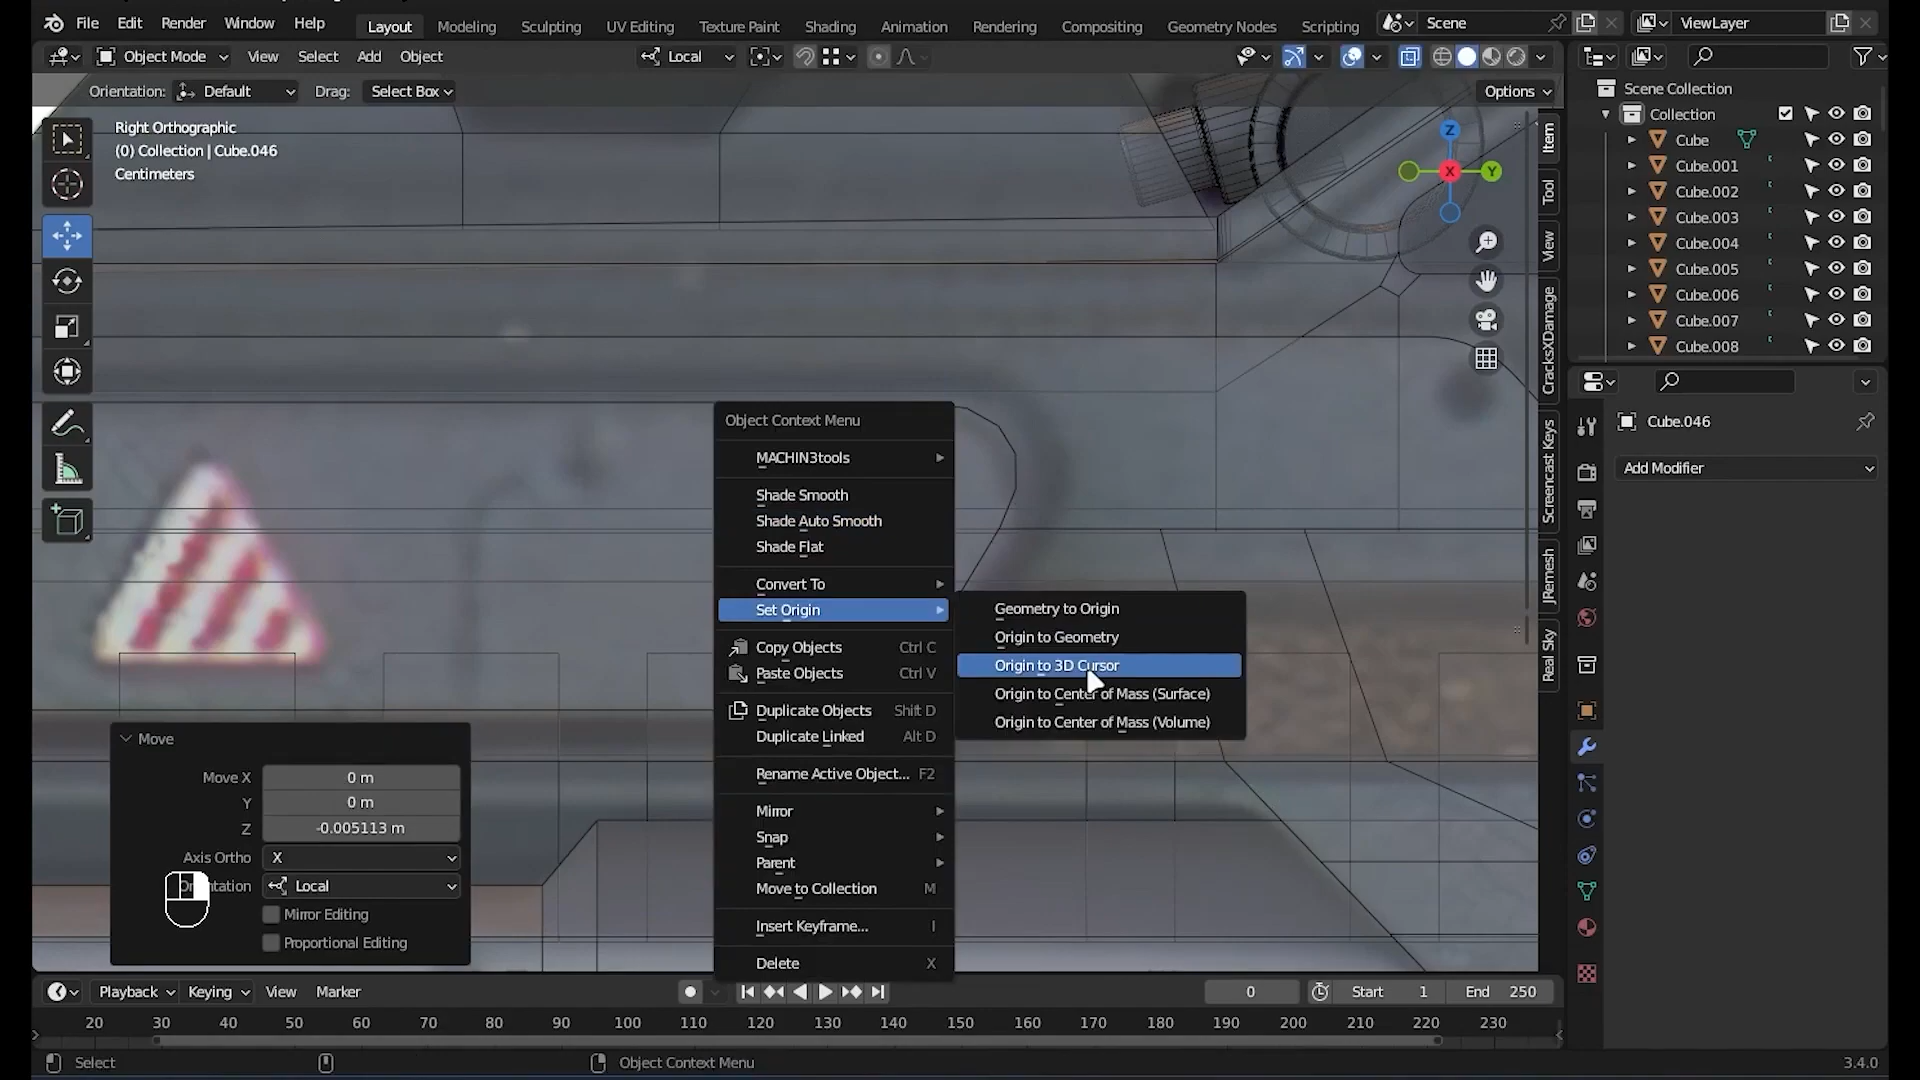 File Edit Render Window Help Layout Modeling Sculpting UV Editing Texture Paint Shading Animation Rendering Compositing Geometry Nodes Scripting Scene ViewLayer
Object Mode View Select Add Object Local
Orientation: Default Drag: Select Box Options
Right Orthographic
(0) Collection | Cube.046
Centimeters
Z
X
Y
Item
Tool
View
CracksXDamage
Screencast Keys
JRemesh
Real Sky
Scene Collection
Collection
Cube
Cube.001
Cube.002
Cube.003
Cube.004
Cube.005
Cube.006
Cube.007
Cube.008
Cube.046
Add Modifier
Object Context Menu
MACHIN3tools
Shade Smooth
Shade Auto Smooth
Shade Flat
Convert To
Set Origin
Copy Objects Ctrl C
Paste Objects Ctrl V
Duplicate Objects Shift D
Duplicate Linked Alt D
Rename Active Object... F2
Mirror
Snap
Parent
Move to Collection M
Insert Keyframe... I
Delete X
Geometry to Origin
Origin to Geometry
Origin to 3D Cursor
Origin to Center of Mass (Surface)
Origin to Center of Mass (Volume)
Move
Move X 0 m
Y 0 m
Z -0.005113 m
Axis Ortho X
Local
Mirror Editing
Proportional Editing
Playback Keying View Marker 0 Start 1 End 250
20 30 40 50 60 70 80 90 100 110 120 130 140 150 160 170 180 190 200 210 220 230
Select Object Context Menu 3.4.0